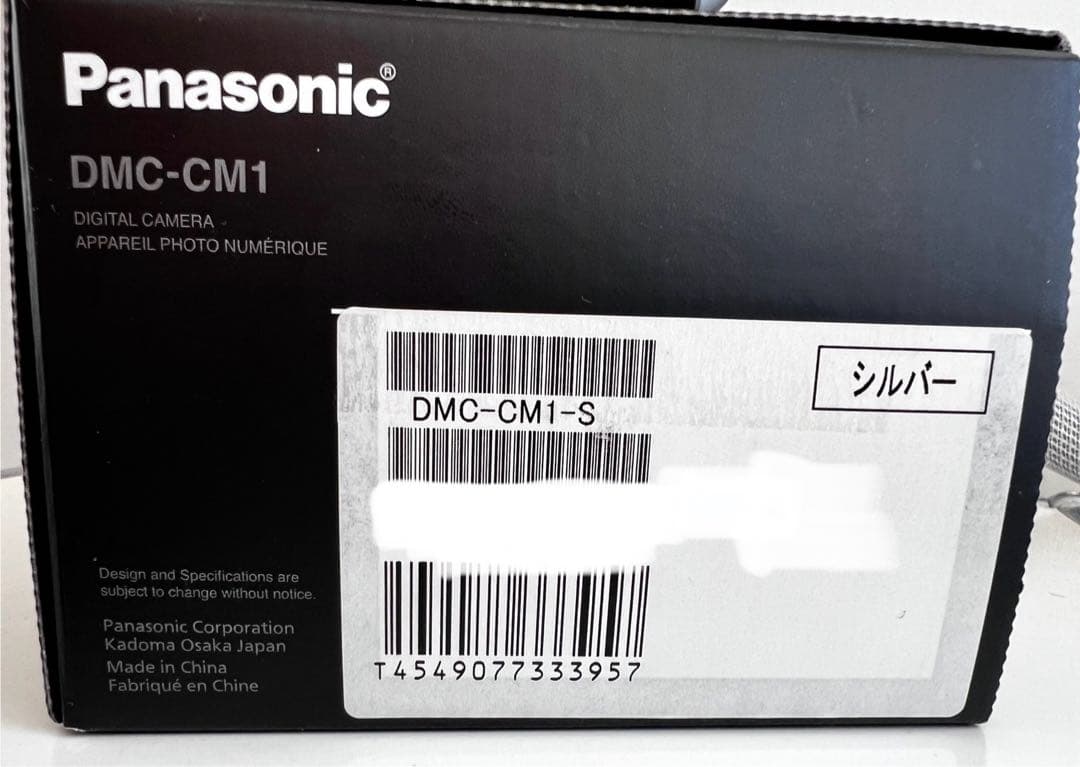 Panasonic®
DMC-CM1
DIGITAL CAMERA
APPAREIL PHOTO NUMÉRIQUE
シルバー
DMC-CM1-S
T4549077333957
Design and Specifications are
subject to change without notice.
Panasonic Corporation
Kadoma Osaka Japan
Made in China
Fabriqué en Chine